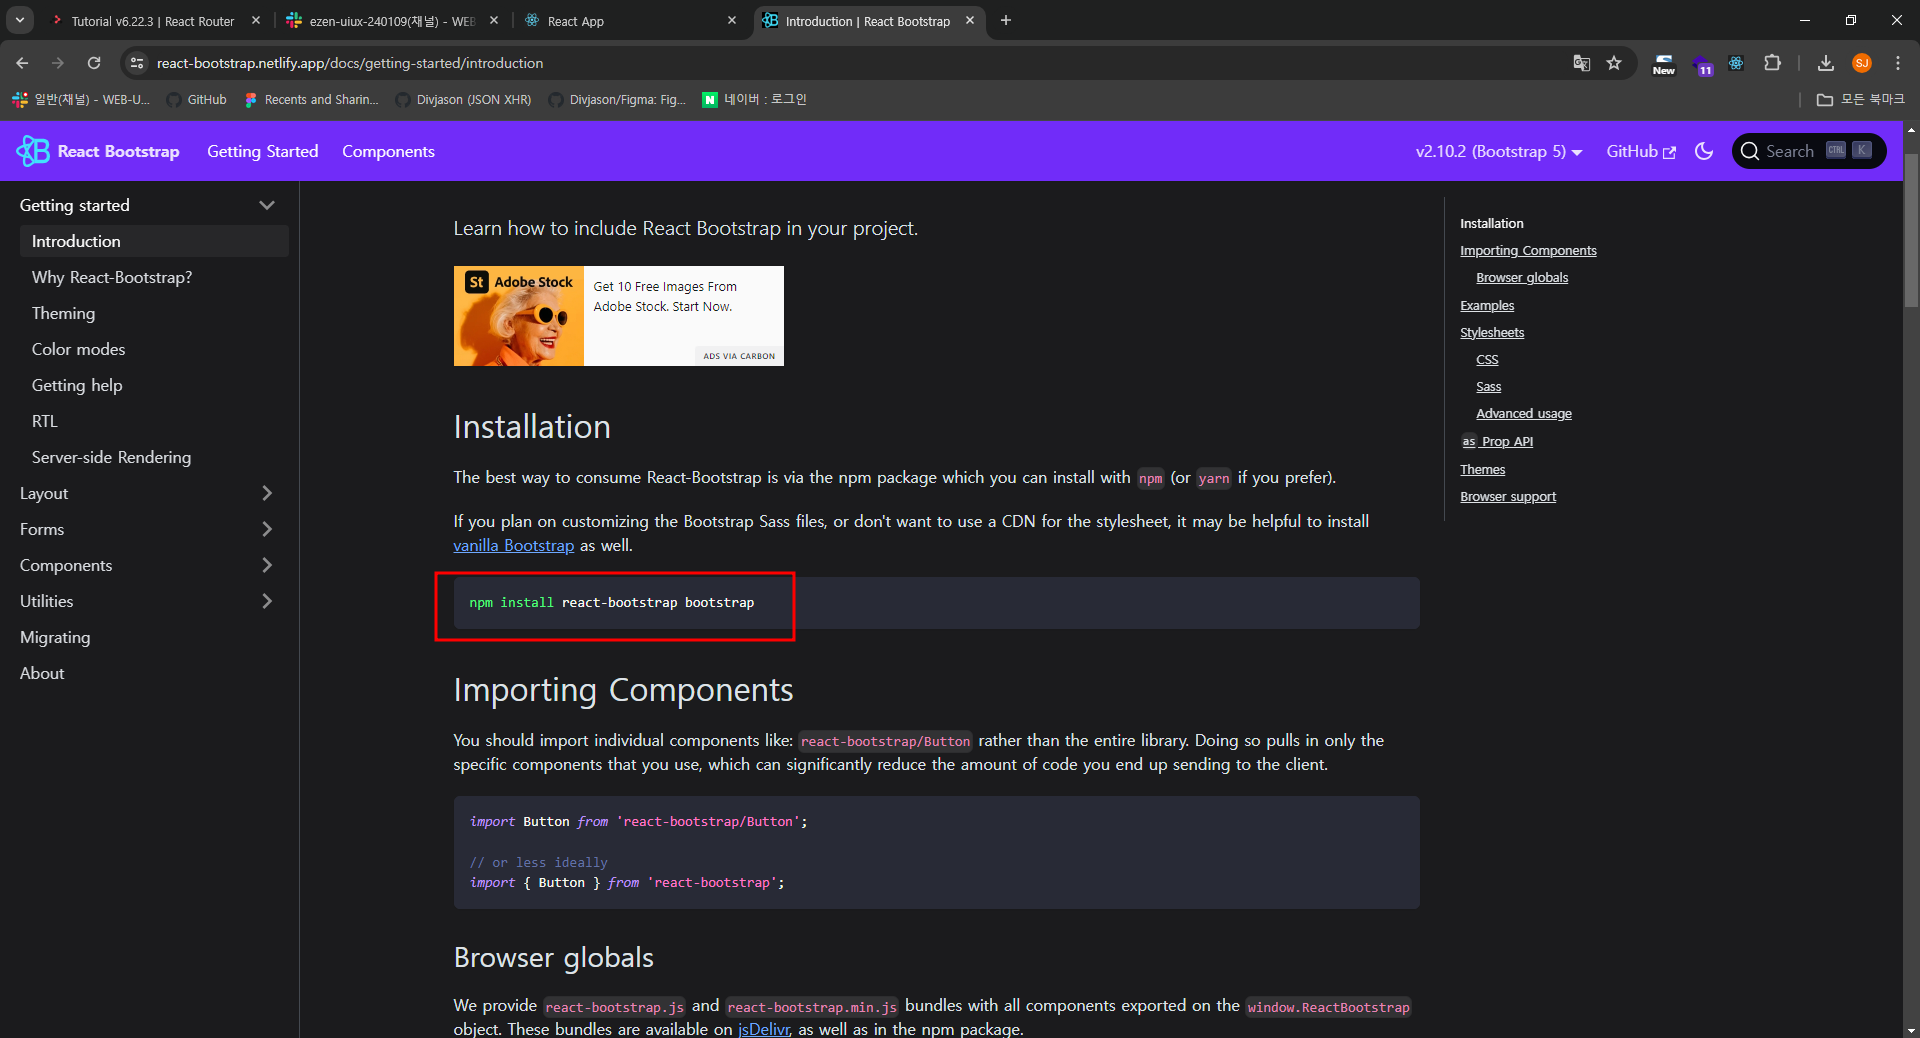 Tutorial v6.22.3 | React Router
ezen-uiux-240109(채널) - WEB
React App
Introduction | React Bootstrap
react-bootstrap.netlify.app/docs/getting-started/introduction
New
11
SJ
일반(채널) - WEB-U...
GitHub
Recents and Sharin...
Divjason (JSON XHR)
Divjason/Figma: Fig...
N
네이버 : 로그인
모든 북마크
B
React Bootstrap
Getting Started
Components
v2.10.2 (Bootstrap 5)
GitHub
Search
CTRL
K
Getting started
Introduction
Why React-Bootstrap?
Theming
Color modes
Getting help
RTL
Server-side Rendering
Layout
Forms
Components
Utilities
Migrating
About
Learn how to include React Bootstrap in your project.
St Adobe Stock
Get 10 Free Images From
Adobe Stock. Start Now.
ADS VIA CARBON
Installation
The best way to consume React-Bootstrap is via the npm package which you can install with npm (or yarn if you prefer).
If you plan on customizing the Bootstrap Sass files, or don't want to use a CDN for the stylesheet, it may be helpful to install
vanilla Bootstrap as well.
npm install react-bootstrap bootstrap
Importing Components
You should import individual components like: react-bootstrap/Button rather than the entire library. Doing so pulls in only the
specific components that you use, which can significantly reduce the amount of code you end up sending to the client.
import Button from 'react-bootstrap/Button';
// or less ideally
import { Button } from 'react-bootstrap';
Browser globals
We provide react-bootstrap.js and react-bootstrap.min.js bundles with all components exported on the window.ReactBootstrap
object. These bundles are available on jsDelivr, as well as in the npm package.
Installation
Importing Components
Browser globals
Examples
Stylesheets
CSS
Sass
Advanced usage
as Prop API
Themes
Browser support